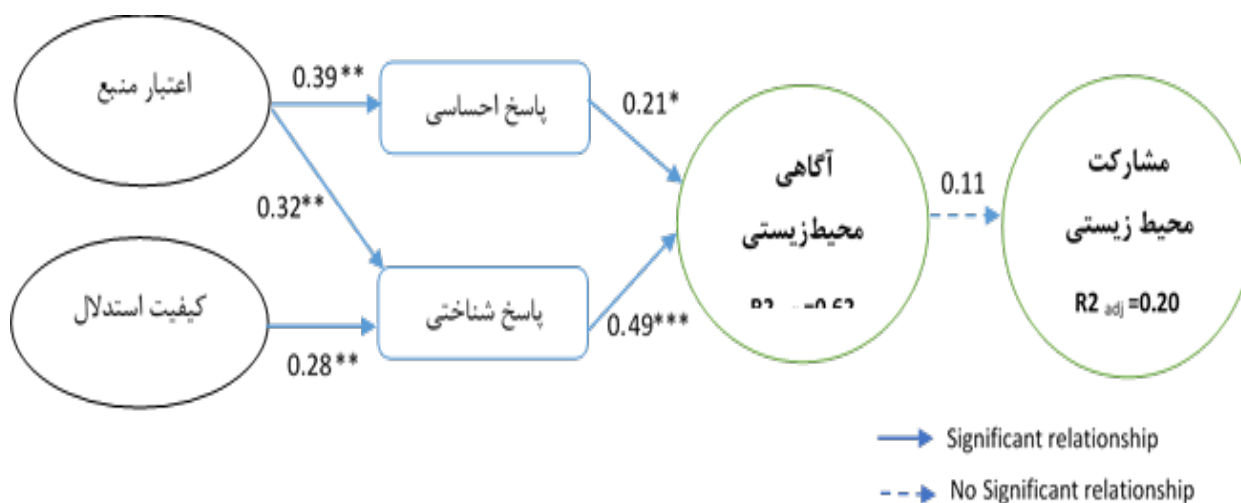 اعتبار منبع
0.39**
پاسخ احساسی
0.21*
0.32**
کیفیت استدلال
0.28**
پاسخ شناختی
0.49***
آگاهی
محیط‌زیستی
0.11
مشارکت
محیط زیستی
R2 adj =0.20
Significant relationship
No Significant relationship